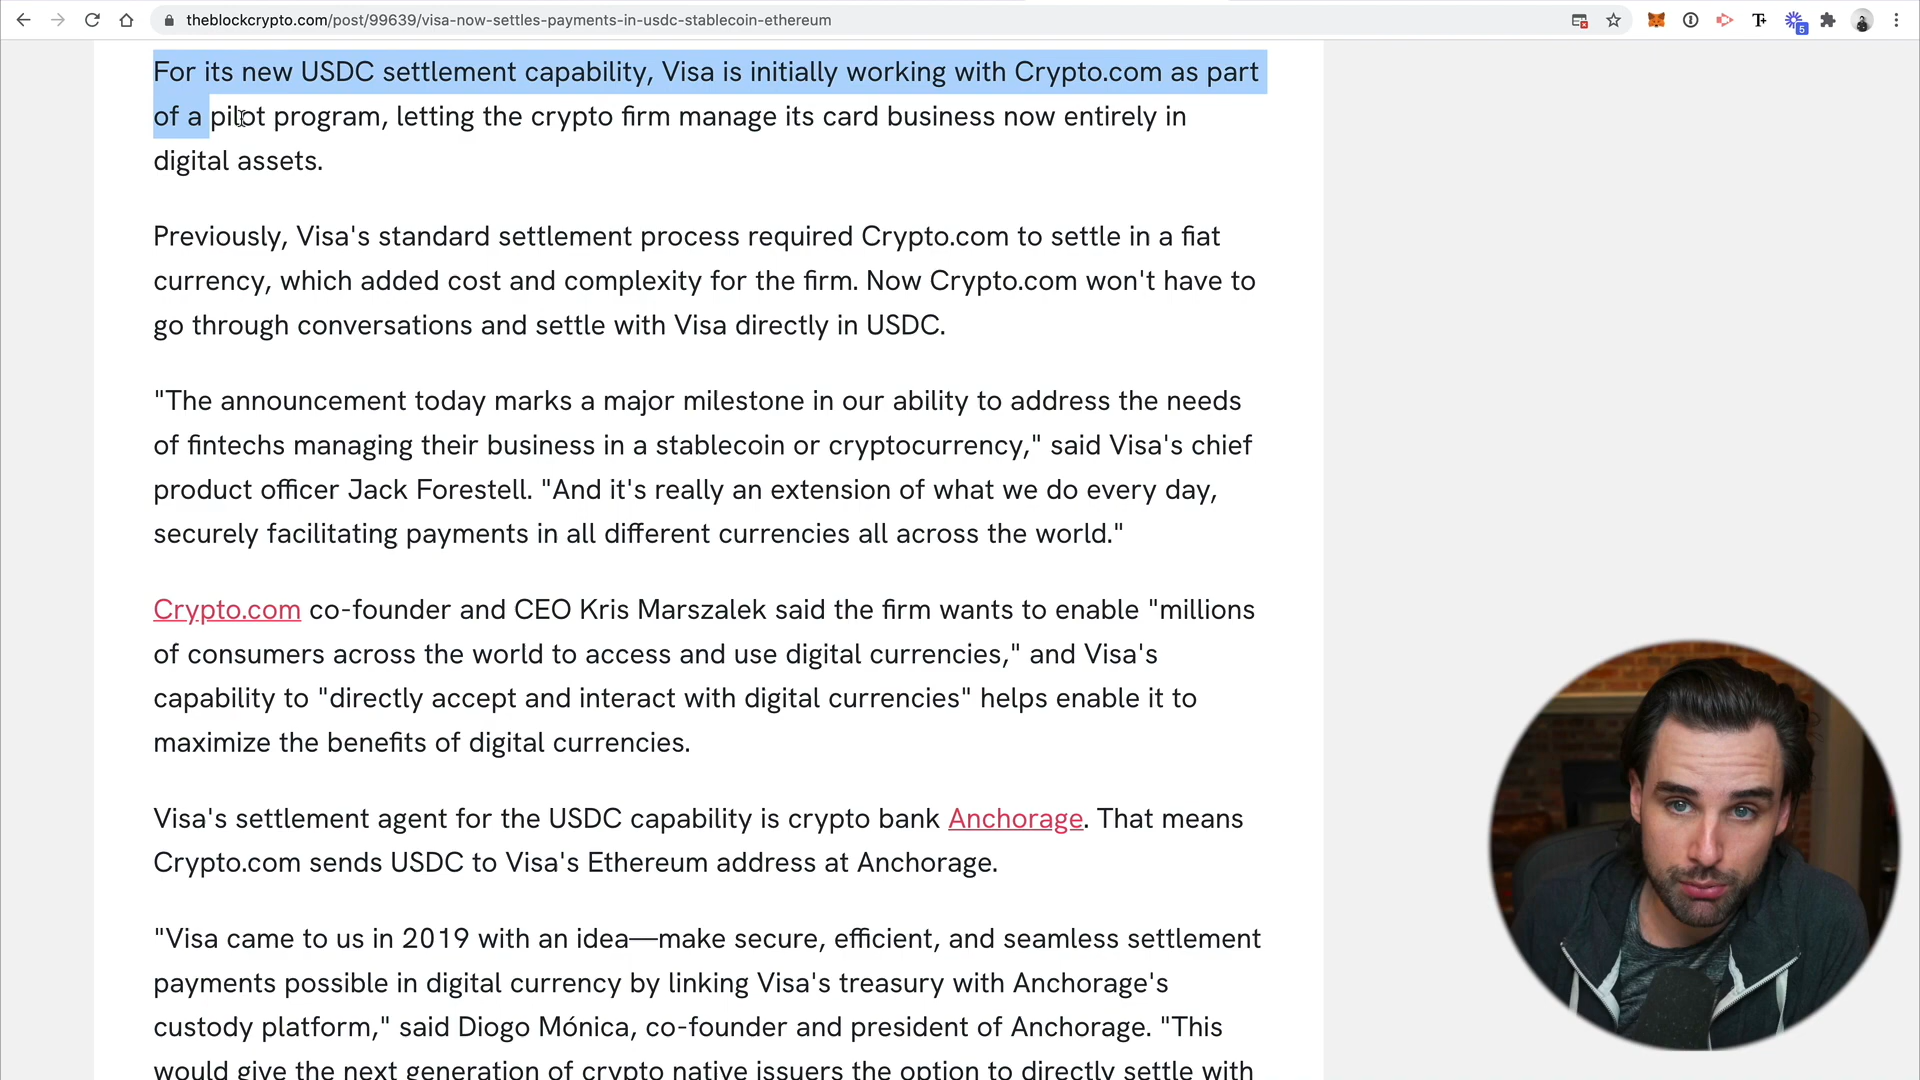 theblockcrypto.com/post/99639/visa-now-settles-payments-in-usdc-stablecoin-ethereum
For its new USDC settlement capability, Visa is initially working with Crypto.com as part
of a pilot program, letting the crypto firm manage its card business now entirely in
digital assets.
Previously, Visa's standard settlement process required Crypto.com to settle in a fiat
currency, which added cost and complexity for the firm. Now Crypto.com won't have to
go through conversations and settle with Visa directly in USDC.
"The announcement today marks a major milestone in our ability to address the needs
of fintechs managing their business in a stablecoin or cryptocurrency," said Visa's chief
product officer Jack Forestell. "And it's really an extension of what we do every day,
securely facilitating payments in all different currencies all across the world."
Crypto.com co-founder and CEO Kris Marszalek said the firm wants to enable "millions
of consumers across the world to access and use digital currencies," and Visa's
capability to "directly accept and interact with digital currencies" helps enable it to
maximize the benefits of digital currencies.
Visa's settlement agent for the USDC capability is crypto bank Anchorage. That means
Crypto.com sends USDC to Visa's Ethereum address at Anchorage.
"Visa came to us in 2019 with an idea—make secure, efficient, and seamless settlement
payments possible in digital currency by linking Visa's treasury with Anchorage's
custody platform," said Diogo Mónica, co-founder and president of Anchorage. "This
would give the next generation of crypto native issuers the option to directly settle with